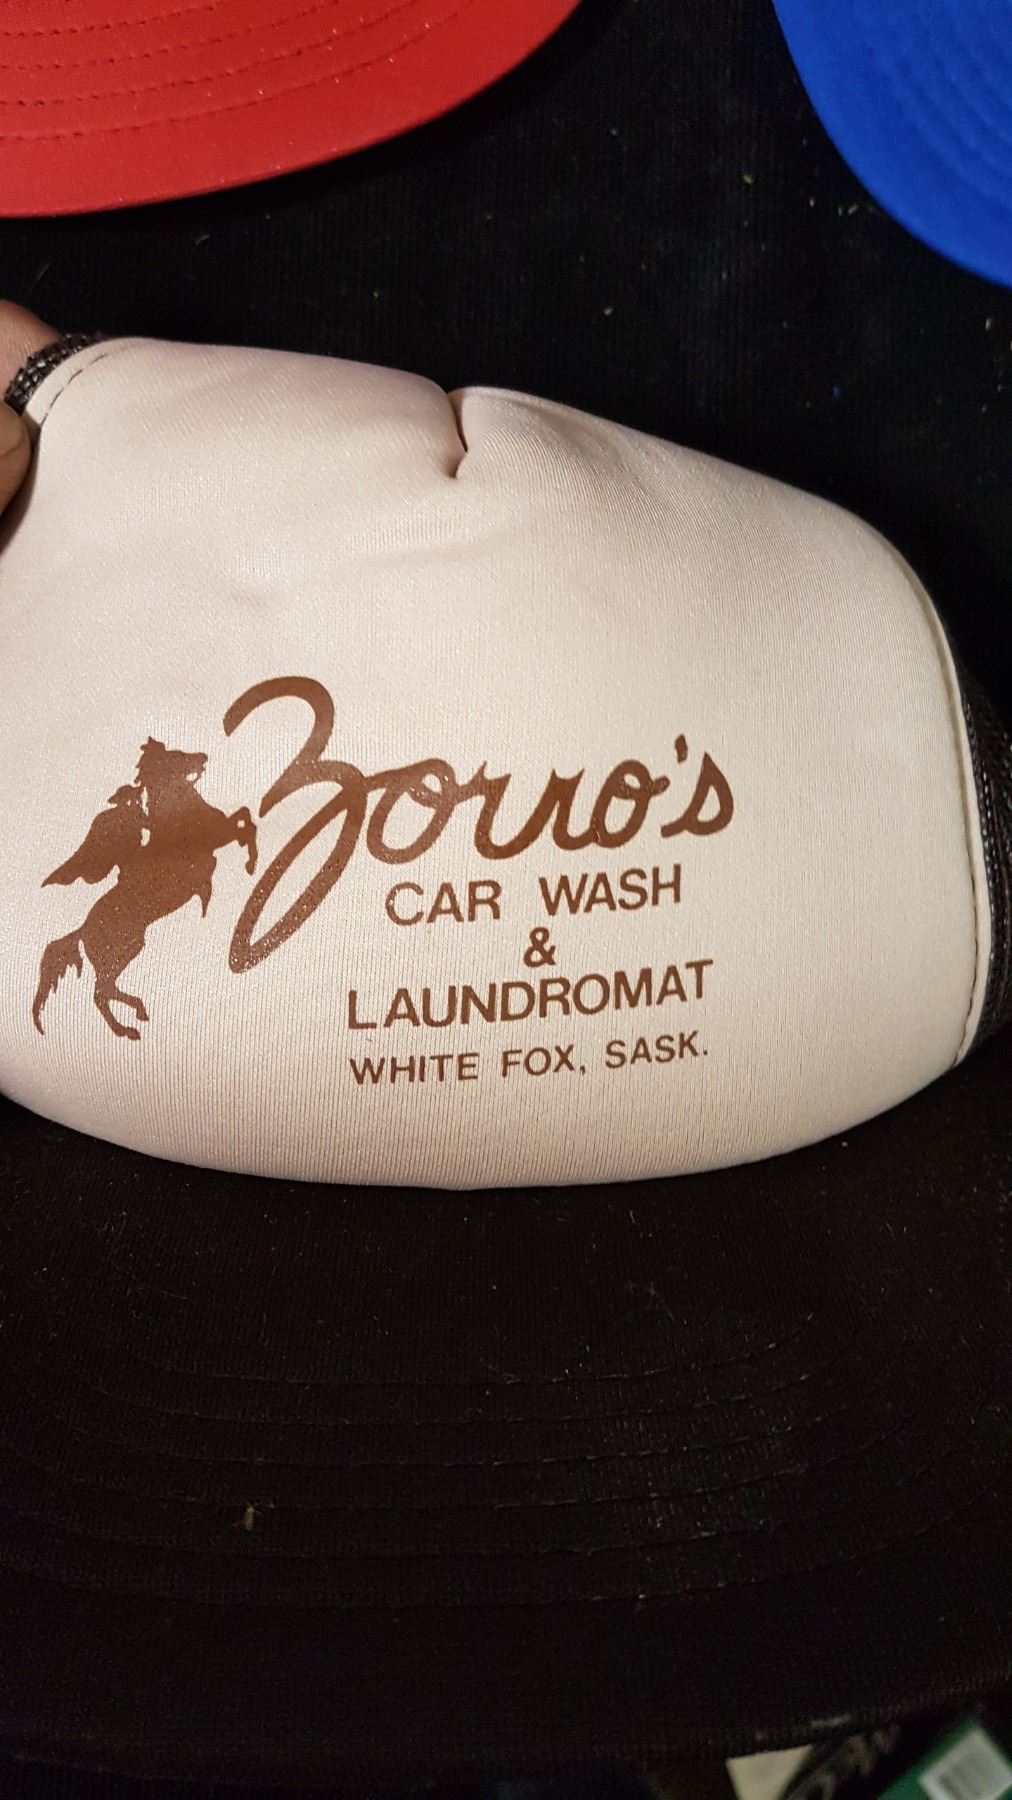 Zorro's
CAR WASH
&
LAUNDROMAT
WHITE FOX, SASK.